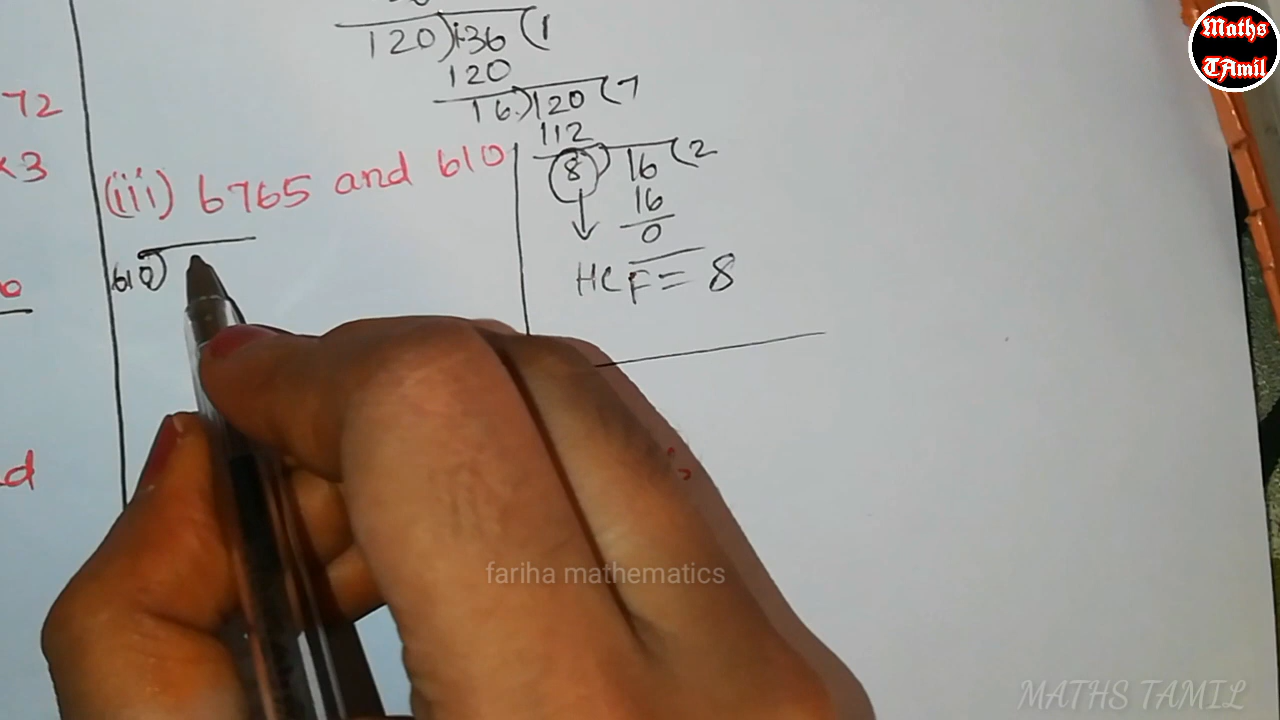 Maths
TAmil
120)136(1
120
16)120(7
112
8)16(2
16
0
HCF = 8
72
×3
(iii) 6765 and 610
610)
d
fariha mathematics
MATHS TAMIL